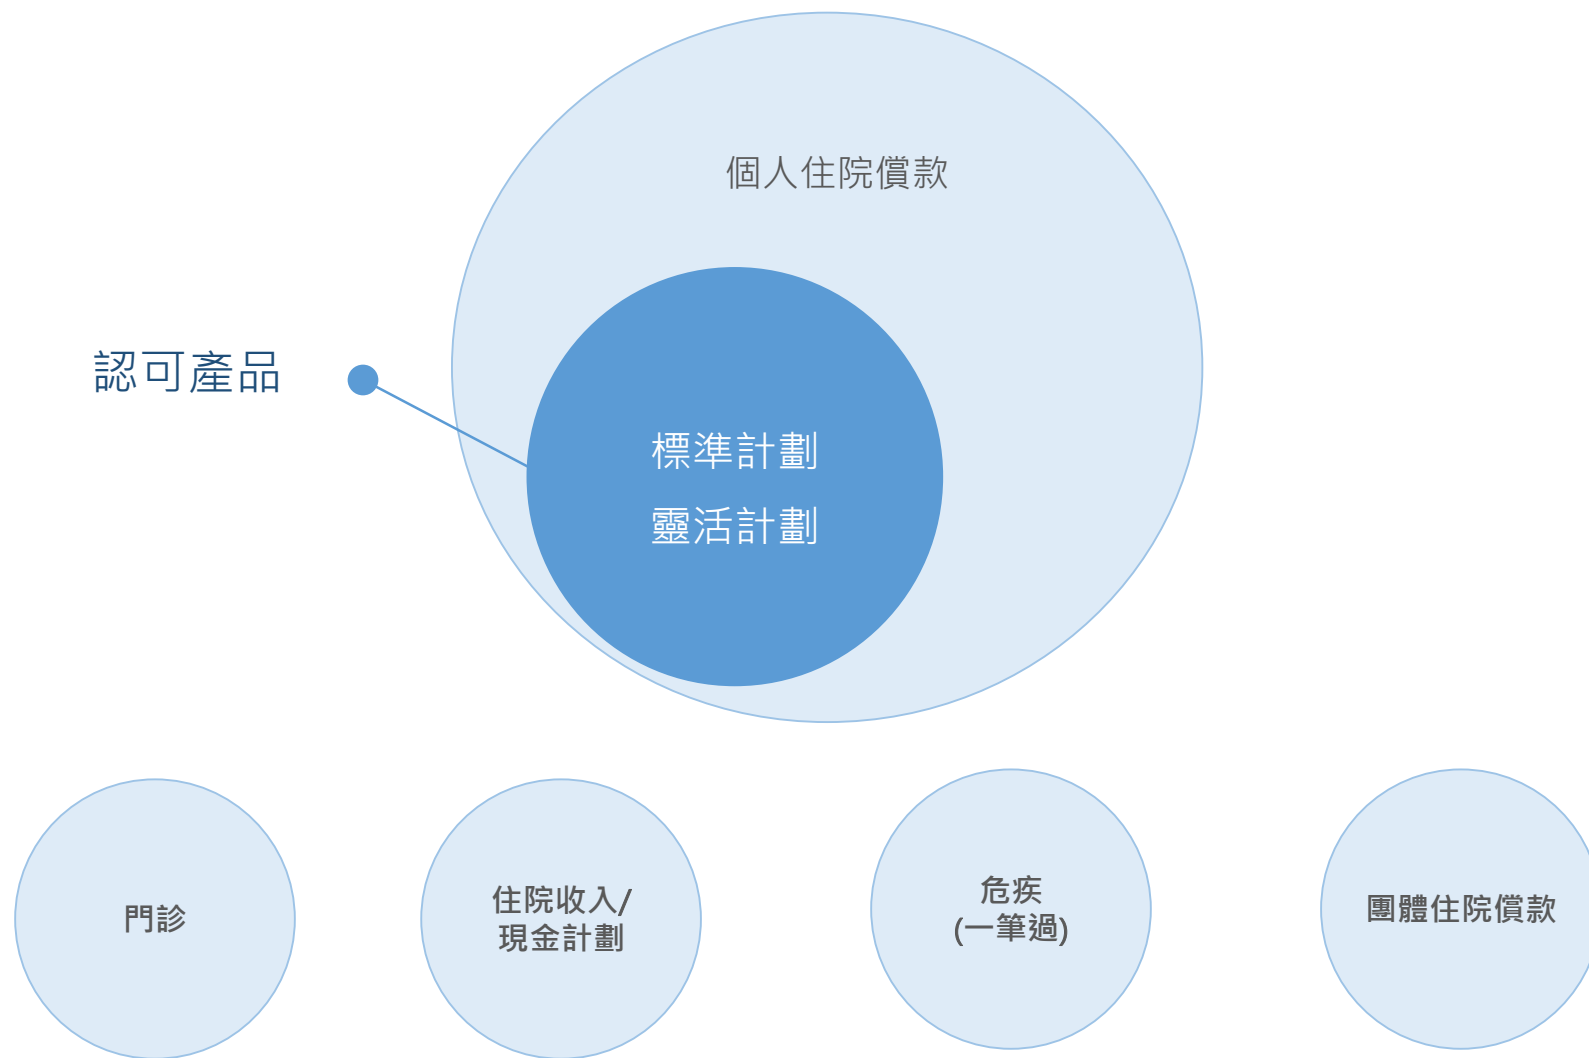 個人住院償款
認可產品
標準計劃
靈活計劃
門診
住院收入/
現金計劃
危疾
(一筆過)
團體住院償款